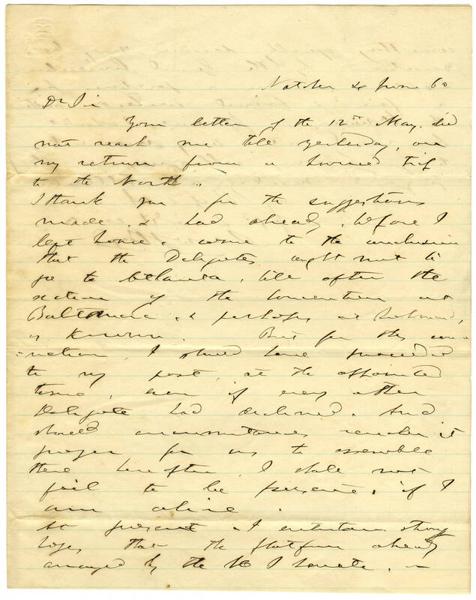 Natchez 4 June 60
Dr Sir
Your letter of the 12th May did
not reach me till yesterday, on
my return from a hurried trip
to the North.
I thank you for the suggestions
made. I had already, before I
left home, come to the conclusion
that the Delegates ought not to
go to Atlanta, till after the
action of the Convention at
Baltimore, & perhaps at Richmond,
is known. But for this
I should have proceeded
to my post, at the appointed
time, even if every other
Delegate had declined. And
should circumstances render it
proper for us to assemble
there hereafter, I shall not
fail to be present, if I
am alive.
At present I entertain strong
hopes that the platform already
arranged by the U S Senate,